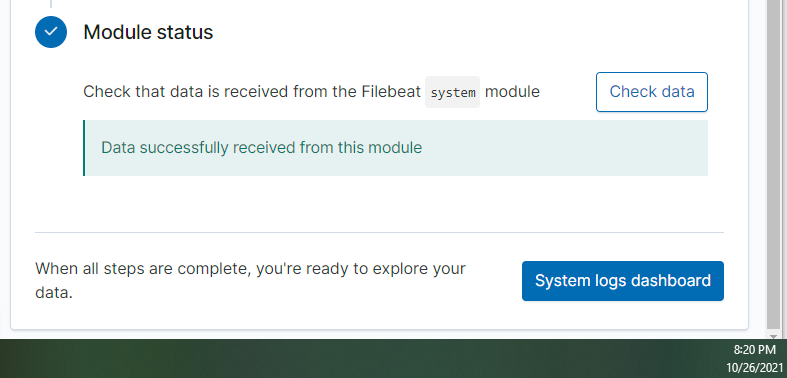 Module status
Check that data is received from the Filebeat system module
Check data
Data successfully received from this module
When all steps are complete, you're ready to explore your
data.
System logs dashboard
8:20 PM
10/26/2021